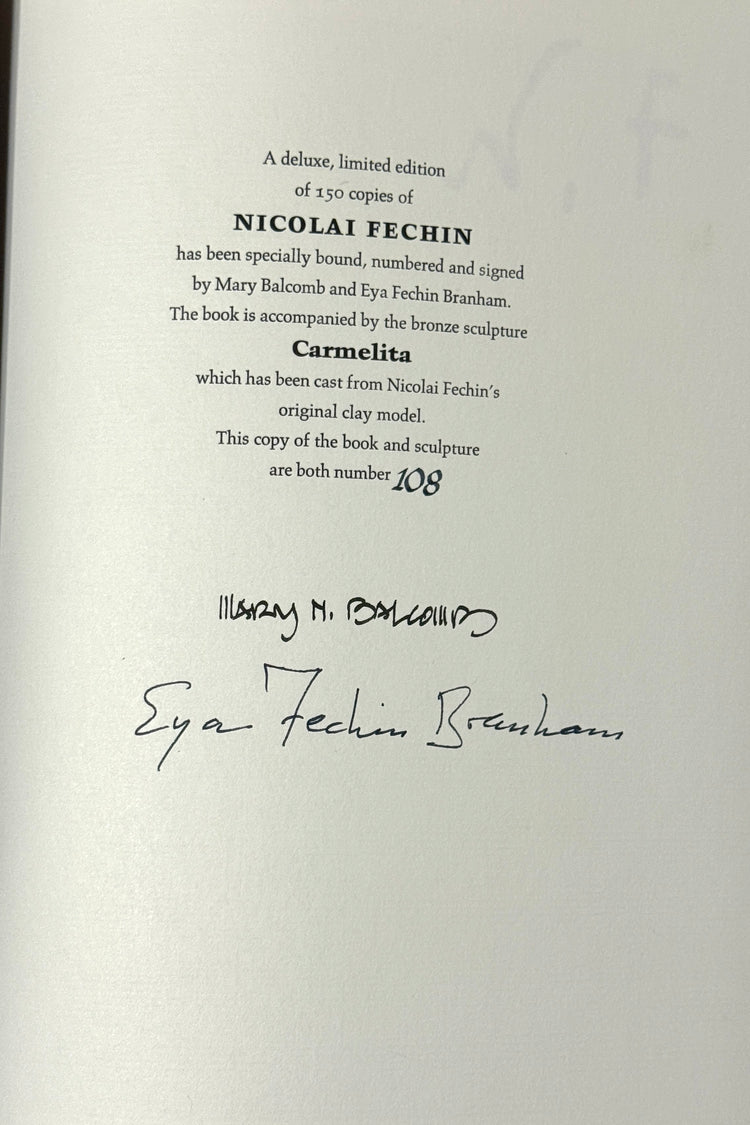 A deluxe, limited edition
of 150 copies of
NICOLAI FECHIN
has been specially bound, numbered and signed
by Mary Balcomb and Eya Fechin Branham.
The book is accompanied by the bronze sculpture
Carmelita
which has been cast from Nicolai Fechin's
original clay model.
This copy of the book and sculpture
are both number 108
MARY N. BALCOMB
Eya Fechin Branham